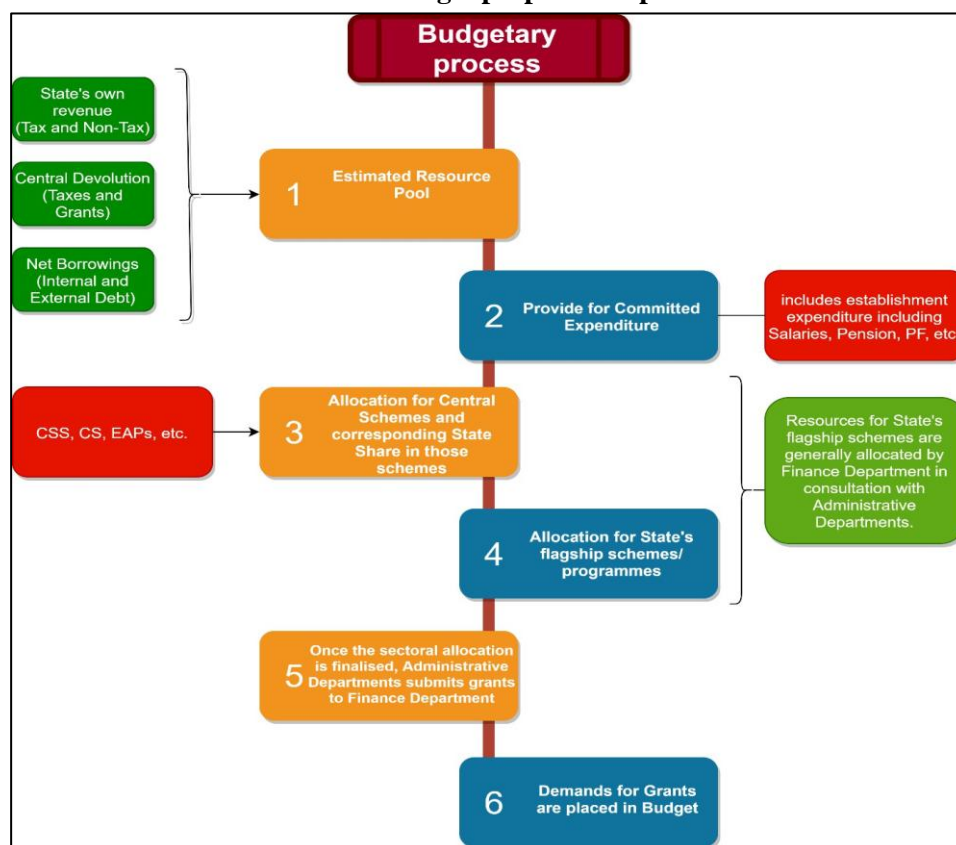 Budgetary
process
State's own
revenue
(Tax and Non-Tax)
Central Devolution
(Taxes and
Grants)
Net Borrowings
(Internal and
External Debt)
1
Estimated Resource
Pool
2
Provide for Committed
Expenditure
includes establishment
expenditure including
Salaries, Pension, PF, etc
CSS, CS, EAPs, etc.
3
Allocation for Central
Schemes and
corresponding State
Share in those
schemes
Resources for State's
flagship schemes are
generally allocated by
Finance Department in
consultation with
Administrative
Departments.
4
Allocation for State's
flagship schemes/
programmes
5
Once the sectoral allocation
is finalised, Administrative
Departments submits grants
to Finance Department
6
Demands for Grants
are placed in Budget